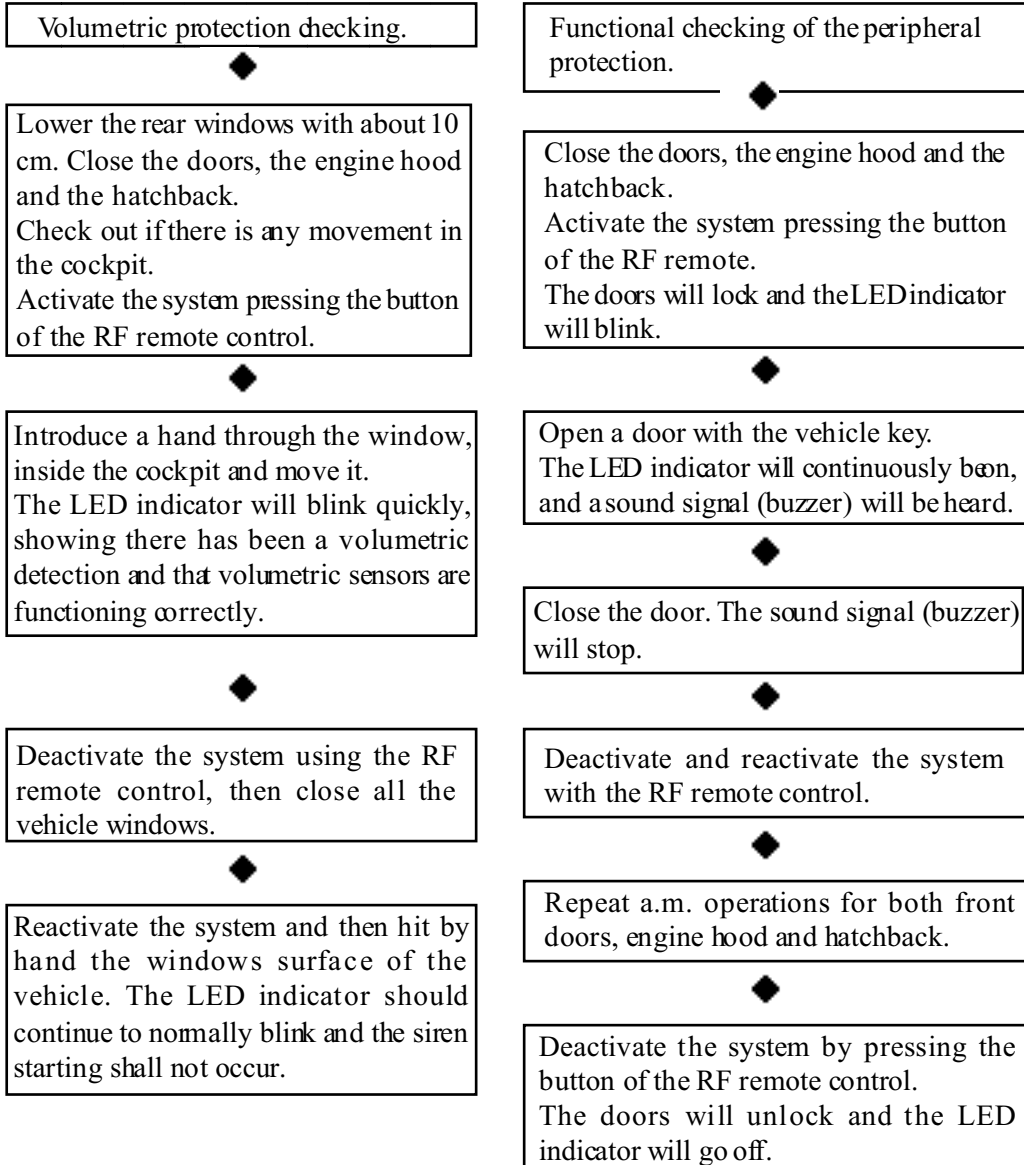 Volumetric protection checking.
Lower the rear windows with about 10
cm. Close the doors, the engine hood
and the hatchback.
Check out if there is any movement in
the cockpit.
Activate the system pressing the button
of the RF remote control.
Introduce a hand through the window,
inside the cockpit and move it.
The LED indicator will blink quickly,
showing there has been a volumetric
detection and that volumetric sensors are
functioning correctly.
Deactivate the system using the RF
remote control, then close all the
vehicle windows.
Reactivate the system and then hit by
hand the windows surface of the
vehicle. The LED indicator should
continue to normally blink and the siren
starting shall not occur.
Functional checking of the peripheral
protection.
Close the doors, the engine hood and the
hatchback.
Activate the system pressing the button
of the RF remote.
The doors will lock and the LED indicator
will blink.
Open a door with the vehicle key.
The LED indicator will continuously be on,
and a sound signal (buzzer) will be heard.
Close the door. The sound signal (buzzer)
will stop.
Deactivate and reactivate the system
with the RF remote control.
Repeat a.m. operations for both front
doors, engine hood and hatchback.
Deactivate the system by pressing the
button of the RF remote control.
The doors will unlock and the LED
indicator will go off.